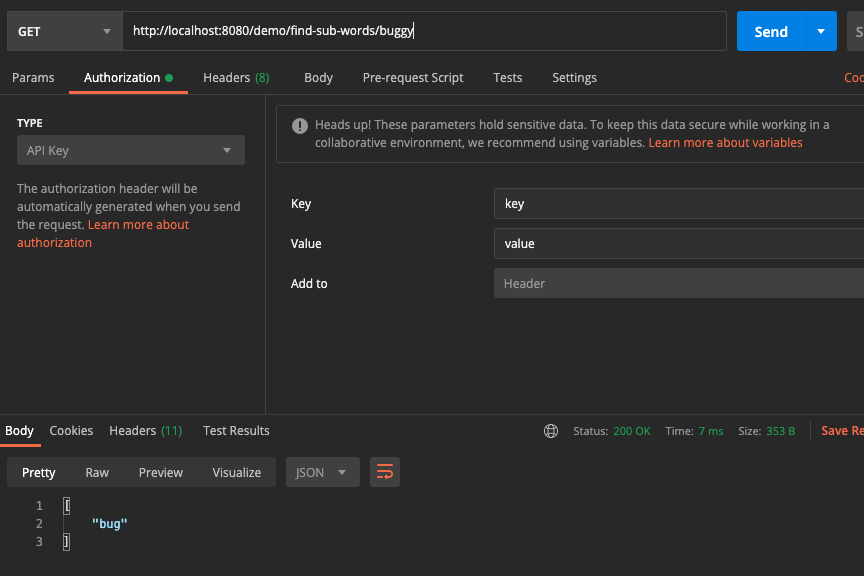 GET
http://localhost:8080/demo/find-sub-words/buggy
Send
S
Params
Authorization
Headers (8)
Body
Pre-request Script
Tests
Settings
Coo
TYPE
API Key
The authorization header will be
automatically generated when you send
the request. Learn more about
authorization
Heads up! These parameters hold sensitive data. To keep this data secure while working in a
collaborative environment, we recommend using variables. Learn more about variables
Key
key
Value
value
Add to
Header
Body
Cookies
Headers (11)
Test Results
Status: 200 OK
Time: 7 ms
Size: 353 B
Save Re
Pretty
Raw
Preview
Visualize
JSON
1 [
2 "bug"
3 ]